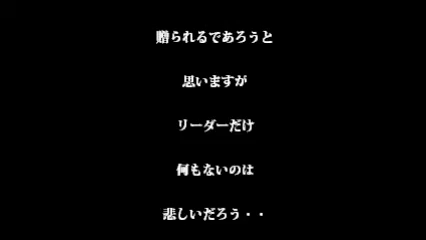 贈られるであろうと
思いますが
リーダーだけ
何もないのは
悲しいだろう・・